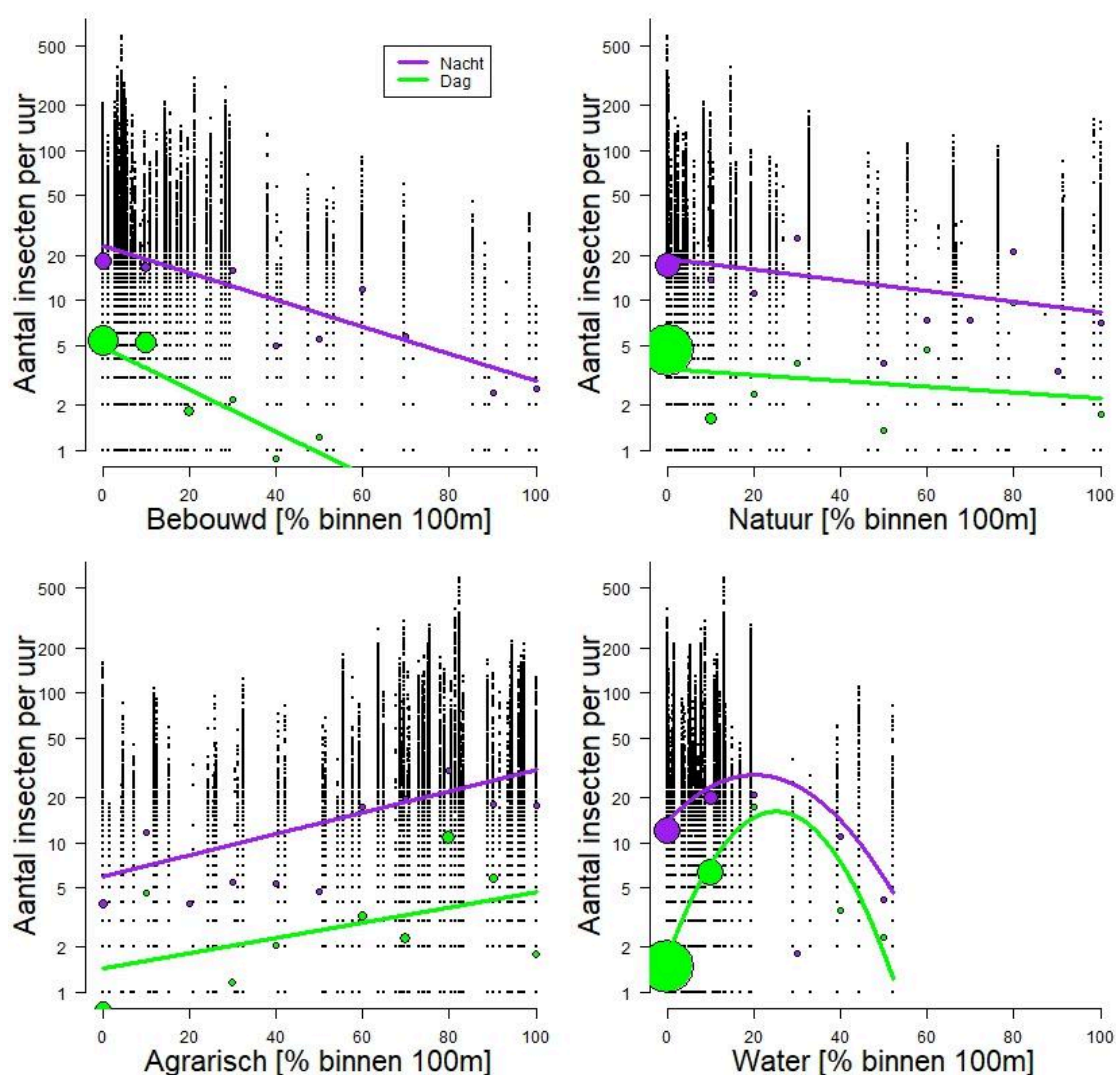 500
200
100
50
20
10
5
2
1
Aantal insecten per uur
Nacht
Dag
0 20 40 60 80 100
Bebouwd [% binnen 100m]
500
200
100
50
20
10
5
2
1
Aantal insecten per uur
0 20 40 60 80 100
Natuur [% binnen 100m]
500
200
100
50
20
10
5
2
1
Aantal insecten per uur
0 20 40 60 80 100
Agrarisch [% binnen 100m]
500
200
100
50
20
10
5
2
1
Aantal insecten per uur
0 20 40 60 80 100
Water [% binnen 100m]